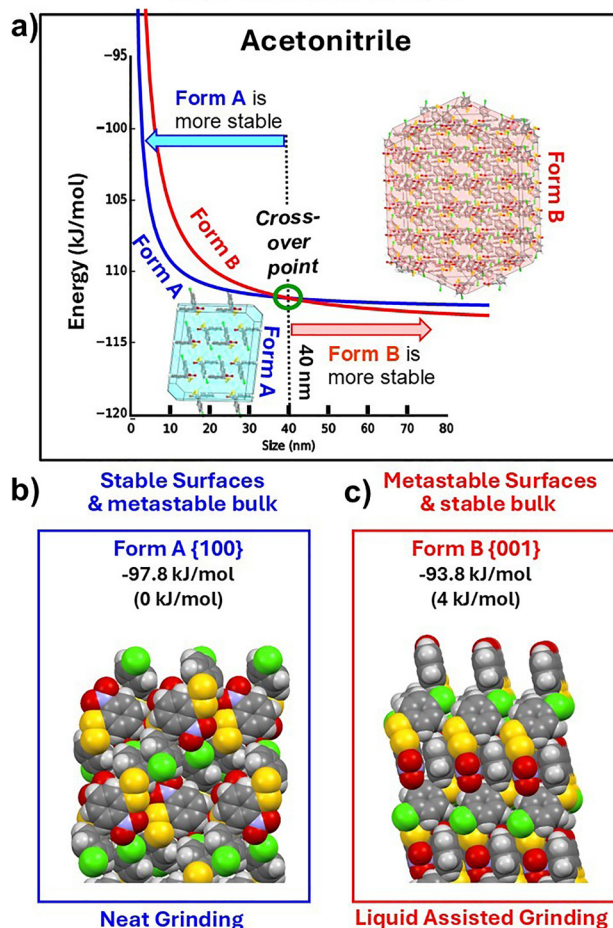 a)
Acetonitrile
−95
−100
105
110
−115
−120
Energy (kJ/mol)
Form A is
more stable
Form B
Form A
Cross-
over
point
Form B
Form A
40 nm
Form B is
more stable
0
10
20
30
40
50
60
70
80
Size (nm)
b)
Stable Surfaces
& metastable bulk
Form A {100}
-97.8 kJ/mol
(0 kJ/mol)
Neat Grinding
c)
Metastable Surfaces
& stable bulk
Form B {001}
-93.8 kJ/mol
(4 kJ/mol)
Liquid Assisted Grinding